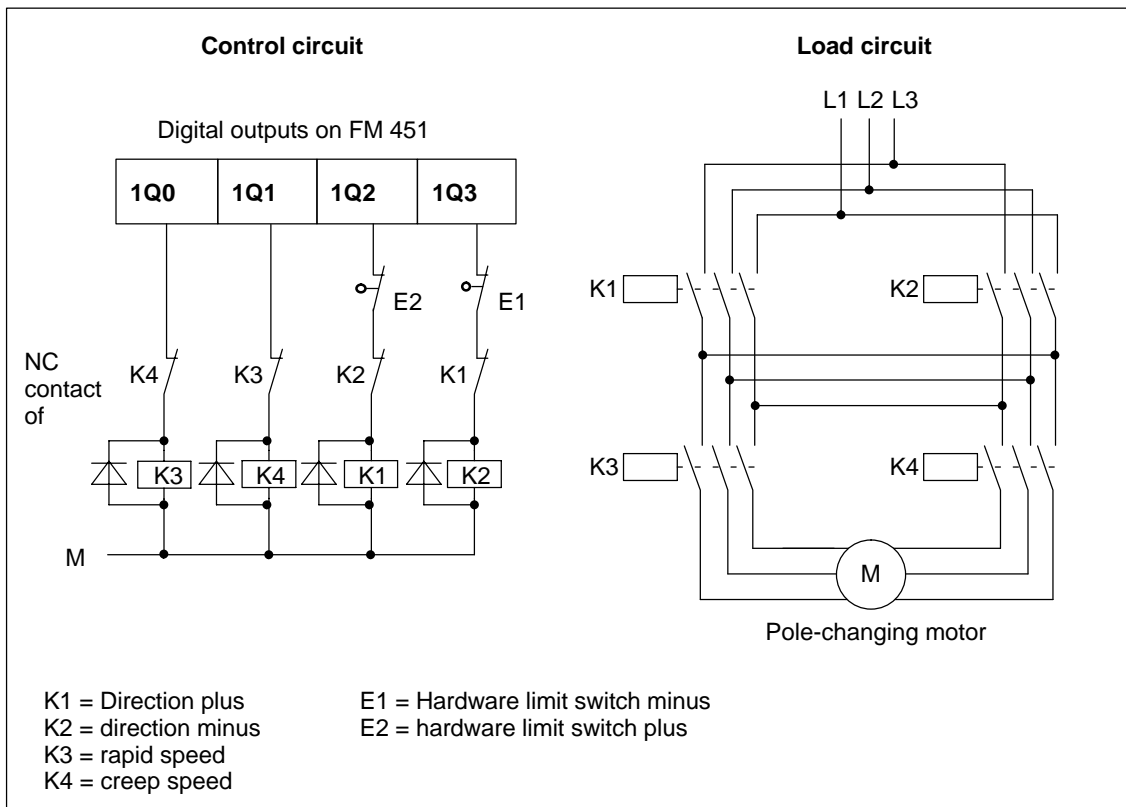 Control circuit
Load circuit
L1 L2 L3
Digital outputs on FM 451
1Q0 1Q1 1Q2 1Q3
E2 E1
K1 K2
NC
contact
of
K4 K3 K2 K1
K3 K4 K1 K2
K3 K4
M
M
Pole-changing motor
K1 = Direction plus
K2 = direction minus
K3 = rapid speed
K4 = creep speed
E1 = Hardware limit switch minus
E2 = hardware limit switch plus